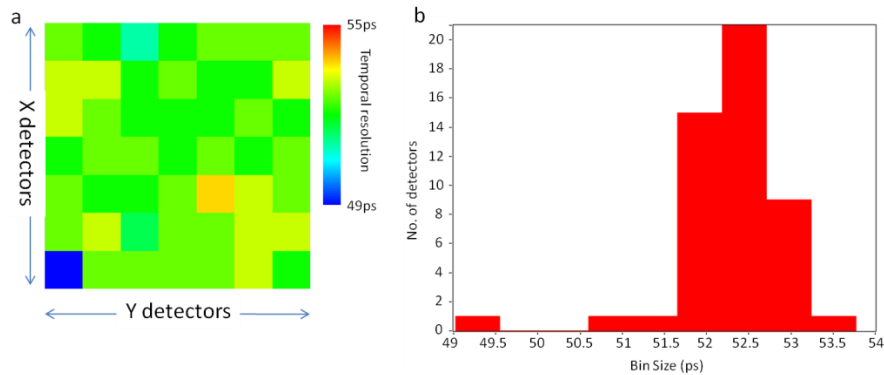 a
55ps
Temporal resolution
49ps
X detectors
Y detectors
b
20
18
16
14
12
10
8
6
4
2
0
No. of detectors
49 49.5 50 50.5 51 51.5 52 52.5 53 53.5 54
Bin Size (ps)